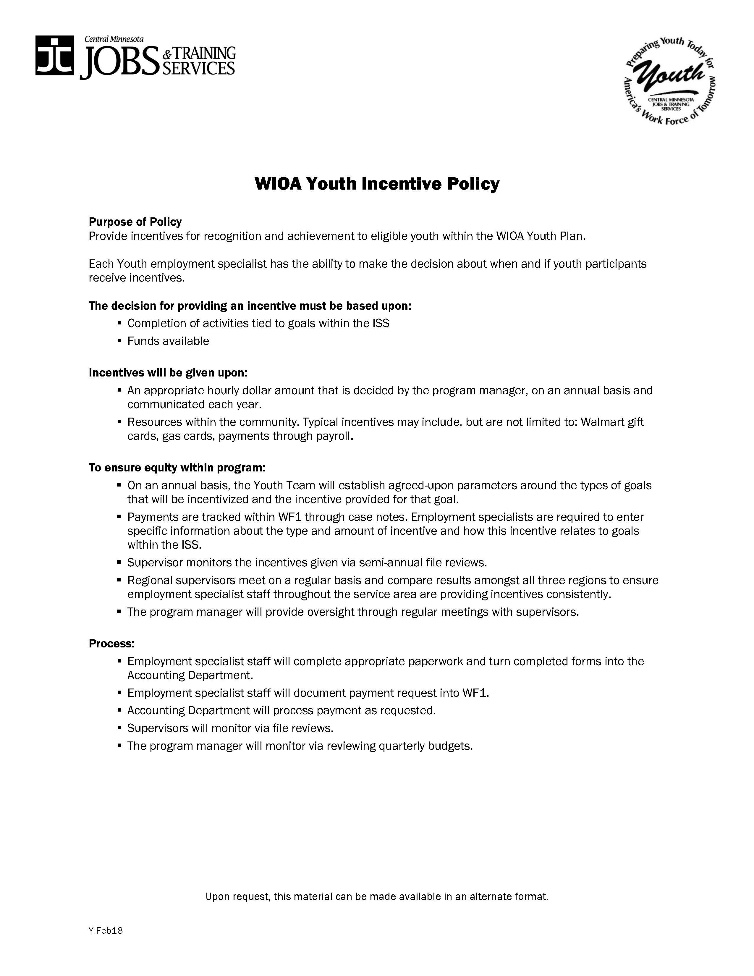 Central Minnesota
JOBS & TRAINING
SERVICES
Preparing Youth Today for
America's Work Force of Tomorrow
Youth
CENTRAL MINNESOTA
JOBS & TRAINING
SERVICES
WIOA Youth Incentive Policy
Purpose of Policy
Provide incentives for recognition and achievement to eligible youth within the WIOA Youth Plan.
Each Youth employment specialist has the ability to make the decision about when and if youth participants
receive incentives.
The decision for providing an incentive must be based upon:
▪ Completion of activities tied to goals within the ISS
▪ Funds available
Incentives will be given upon:
▪ An appropriate hourly dollar amount that is decided by the program manager, on an annual basis and
communicated each year.
▪ Resources within the community. Typical incentives may include, but are not limited to: Walmart gift
cards, gas cards, payments through payroll.
To ensure equity within program:
▪ On an annual basis, the Youth Team will establish agreed-upon parameters around the types of goals
that will be incentivized and the incentive provided for that goal.
▪ Payments are tracked within WF1 through case notes. Employment specialists are required to enter
specific information about the type and amount of incentive and how this incentive relates to goals
within the ISS.
▪ Supervisor monitors the incentives given via semi-annual file reviews.
▪ Regional supervisors meet on a regular basis and compare results amongst all three regions to ensure
employment specialist staff throughout the service area are providing incentives consistently.
▪ The program manager will provide oversight through regular meetings with supervisors.
Process:
▪ Employment specialist staff will complete appropriate paperwork and turn completed forms into the
Accounting Department.
▪ Employment specialist staff will document payment request into WF1.
▪ Accounting Department will process payment as requested.
▪ Supervisors will monitor via file reviews.
▪ The program manager will monitor via reviewing quarterly budgets.
Upon request, this material can be made available in an alternate format.
Y-Feb18